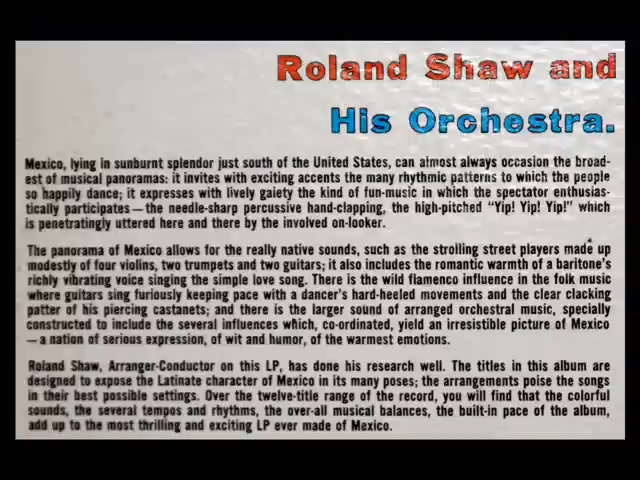 Roland Shaw and
His Orchestra.
Mexico, lying in sunburnt splendor just south of the United States, can almost always occasion the broad-
est of musical panoramas: it invites with exciting accents the many rhythmic patterns to which the people
so happily dance; it expresses with lively gaiety the kind of fun-music in which the spectator enthusias-
tically participates — the needle-sharp percussive hand-clapping, the high-pitched "Yip! Yip! Yip!" which
is penetratingly uttered here and there by the involved on-looker.
The panorama of Mexico allows for the really native sounds, such as the strolling street players made up
modestly of four violins, two trumpets and two guitars; it also includes the romantic warmth of a baritone's
richly vibrating voice singing the simple love song. There is the wild flamenco influence in the folk music
where guitars sing furiously keeping pace with a dancer's hard-heeled movements and the clear clacking
patter of his piercing castanets; and there is the larger sound of arranged orchestral music, specially
constructed to include the several influences which, co-ordinated, yield an irresistible picture of Mexico
— a nation of serious expression, of wit and humor, of the warmest emotions.
Roland Shaw, Arranger-Conductor on this LP, has done his research well. The titles in this album are
designed to expose the Latinate character of Mexico in its many poses; the arrangements poise the songs
in their best possible settings. Over the twelve-title range of the record, you will find that the colorful
sounds, the several tempos and rhythms, the over-all musical balances, the built-in pace of the album,
add up to the most thrilling and exciting LP ever made of Mexico.